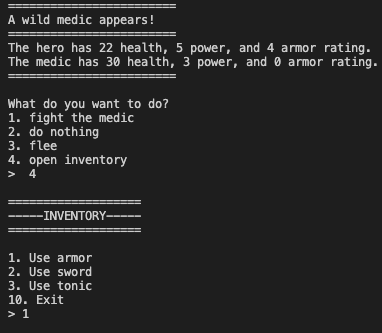 ========================
A wild medic appears!
========================
The hero has 22 health, 5 power, and 4 armor rating.
The medic has 30 health, 3 power, and 0 armor rating.
========================
What do you want to do?
1. fight the medic
2. do nothing
3. flee
4. open inventory
>  4
===================
-----INVENTORY-----
===================
1. Use armor
2. Use sword
3. Use tonic
10. Exit
> 1